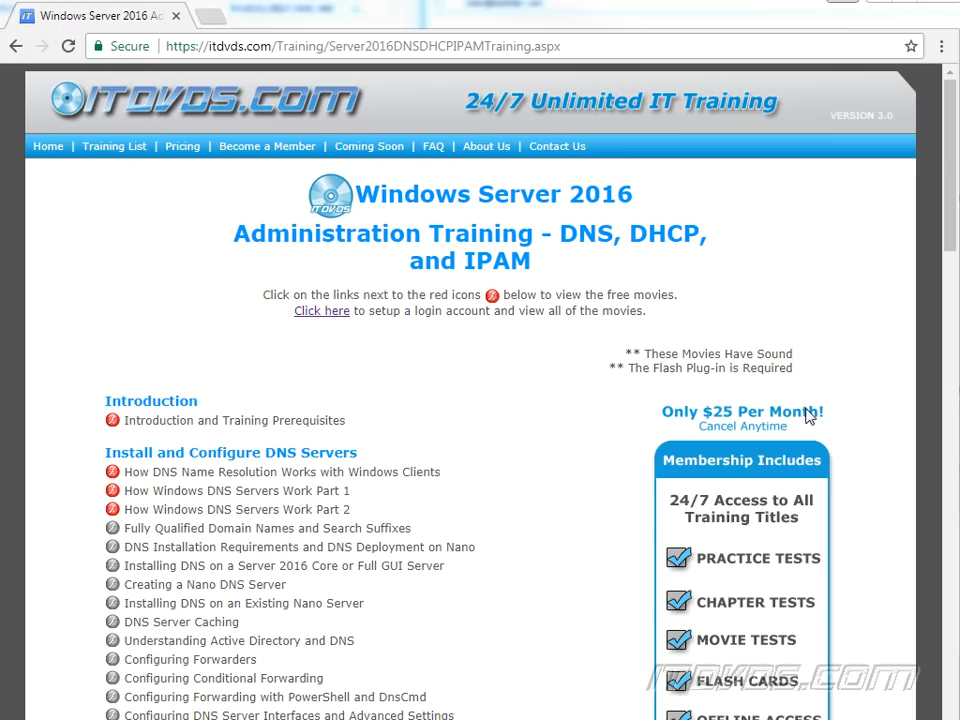 Windows Server 2016 Ad
Secure https://itdvds.com/Training/Server2016DNSDHCPIPAMTraining.aspx
ITDVDS.COM
24/7 Unlimited IT Training
VERSION 3.0
Home | Training List | Pricing | Become a Member | Coming Soon | FAQ | About Us | Contact Us
ITDVDS
Windows Server 2016
Administration Training - DNS, DHCP,
and IPAM
Click on the links next to the red icons below to view the free movies.
Click here to setup a login account and view all of the movies.
** These Movies Have Sound
** The Flash Plug-in is Required
Introduction
Introduction and Training Prerequisites
Install and Configure DNS Servers
How DNS Name Resolution Works with Windows Clients
How Windows DNS Servers Work Part 1
How Windows DNS Servers Work Part 2
Fully Qualified Domain Names and Search Suffixes
DNS Installation Requirements and DNS Deployment on Nano
Installing DNS on a Server 2016 Core or Full GUI Server
Creating a Nano DNS Server
Installing DNS on an Existing Nano Server
DNS Server Caching
Understanding Active Directory and DNS
Configuring Forwarders
Configuring Conditional Forwarding
Configuring Forwarding with PowerShell and DnsCmd
Configuring DNS Server Interfaces and Advanced Settings
Only $25 Per Month!
Cancel Anytime
Membership Includes
24/7 Access to All
Training Titles
PRACTICE TESTS
CHAPTER TESTS
MOVIE TESTS
FLASH CARDS
OFFLINE ACCESS
ITDVDS.COM